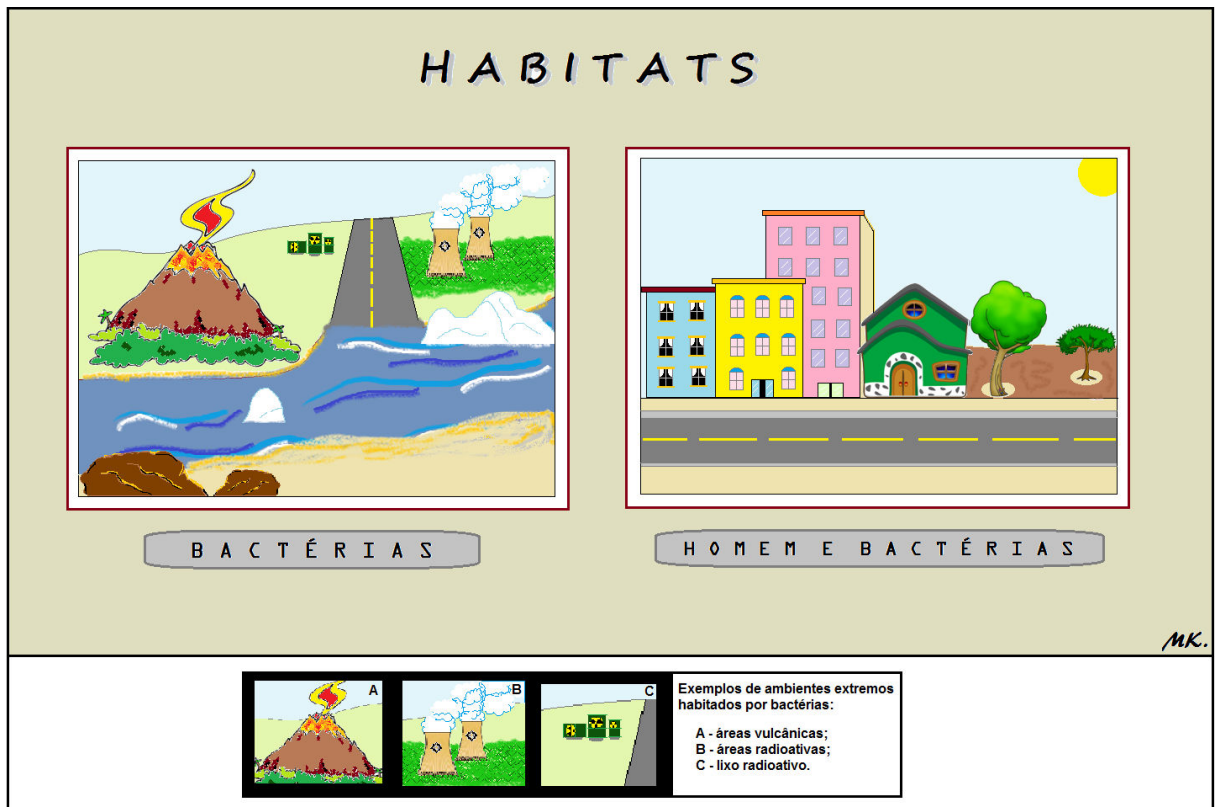 HABITATS
BACTÉRIAS
HOMEM E BACTÉRIAS
MK.
A
B
C
Exemplos de ambientes extremos
habitados por bactérias:
A - áreas vulcânicas;
B - áreas radioativas;
C - lixo radioativo.